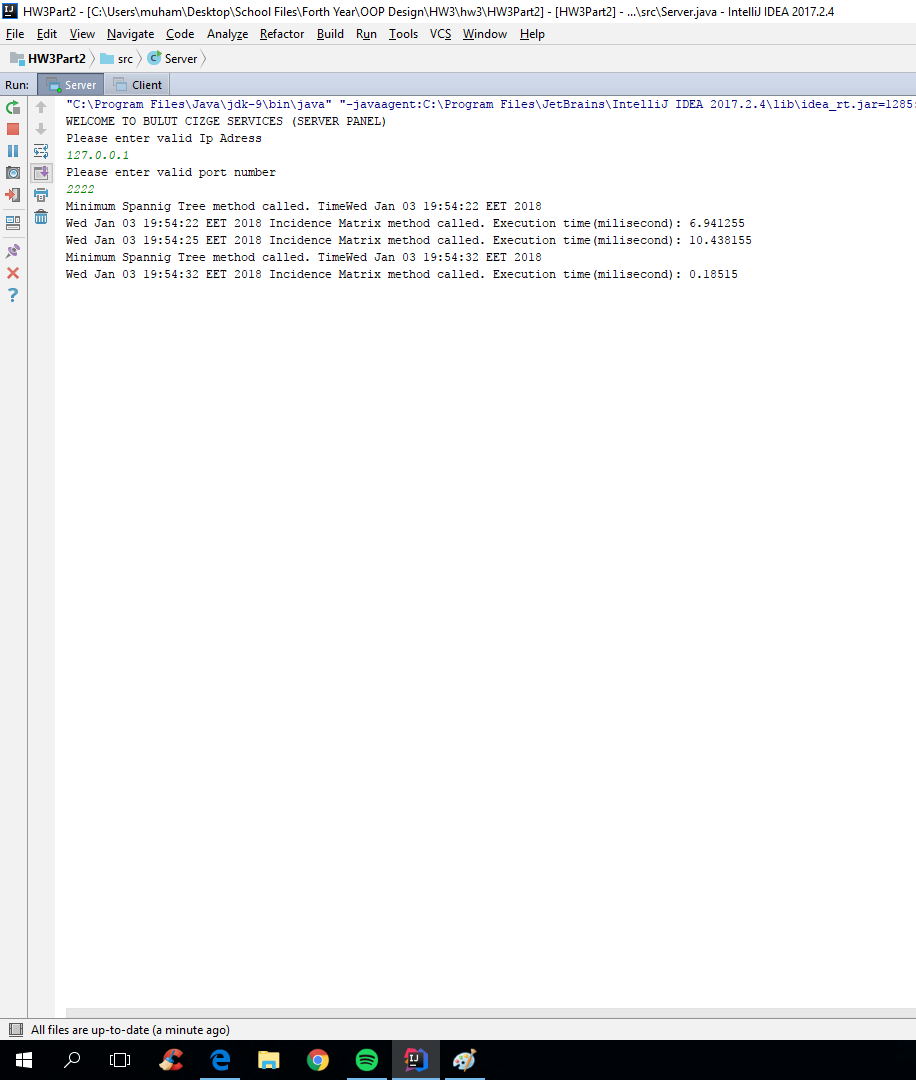 HW3Part2 - [C:\Users\muham\Desktop\School Files\Forth Year\OOP Design\HW3\hw3\HW3Part2] - [HW3Part2] - ...\src\Server.java - IntelliJ IDEA 2017.2.4
File Edit View Navigate Code Analyze Refactor Build Run Tools VCS Window Help
HW3Part2 src Server
Run: Server Client
"C:\Program Files\Java\jdk-9\bin\java" "-javaagent:C:\Program Files\JetBrains\IntelliJ IDEA 2017.2.4\lib\idea_rt.jar=1285:
WELCOME TO BULUT CIZGE SERVICES (SERVER PANEL)
Please enter valid Ip Adress
127.0.0.1
Please enter valid port number
2222
Minimum Spannig Tree method called. TimeWed Jan 03 19:54:22 EET 2018
Wed Jan 03 19:54:22 EET 2018 Incidence Matrix method called. Execution time(milisecond): 6.941255
Wed Jan 03 19:54:25 EET 2018 Incidence Matrix method called. Execution time(milisecond): 10.438155
Minimum Spannig Tree method called. TimeWed Jan 03 19:54:32 EET 2018
Wed Jan 03 19:54:32 EET 2018 Incidence Matrix method called. Execution time(milisecond): 0.18515
All files are up-to-date (a minute ago)